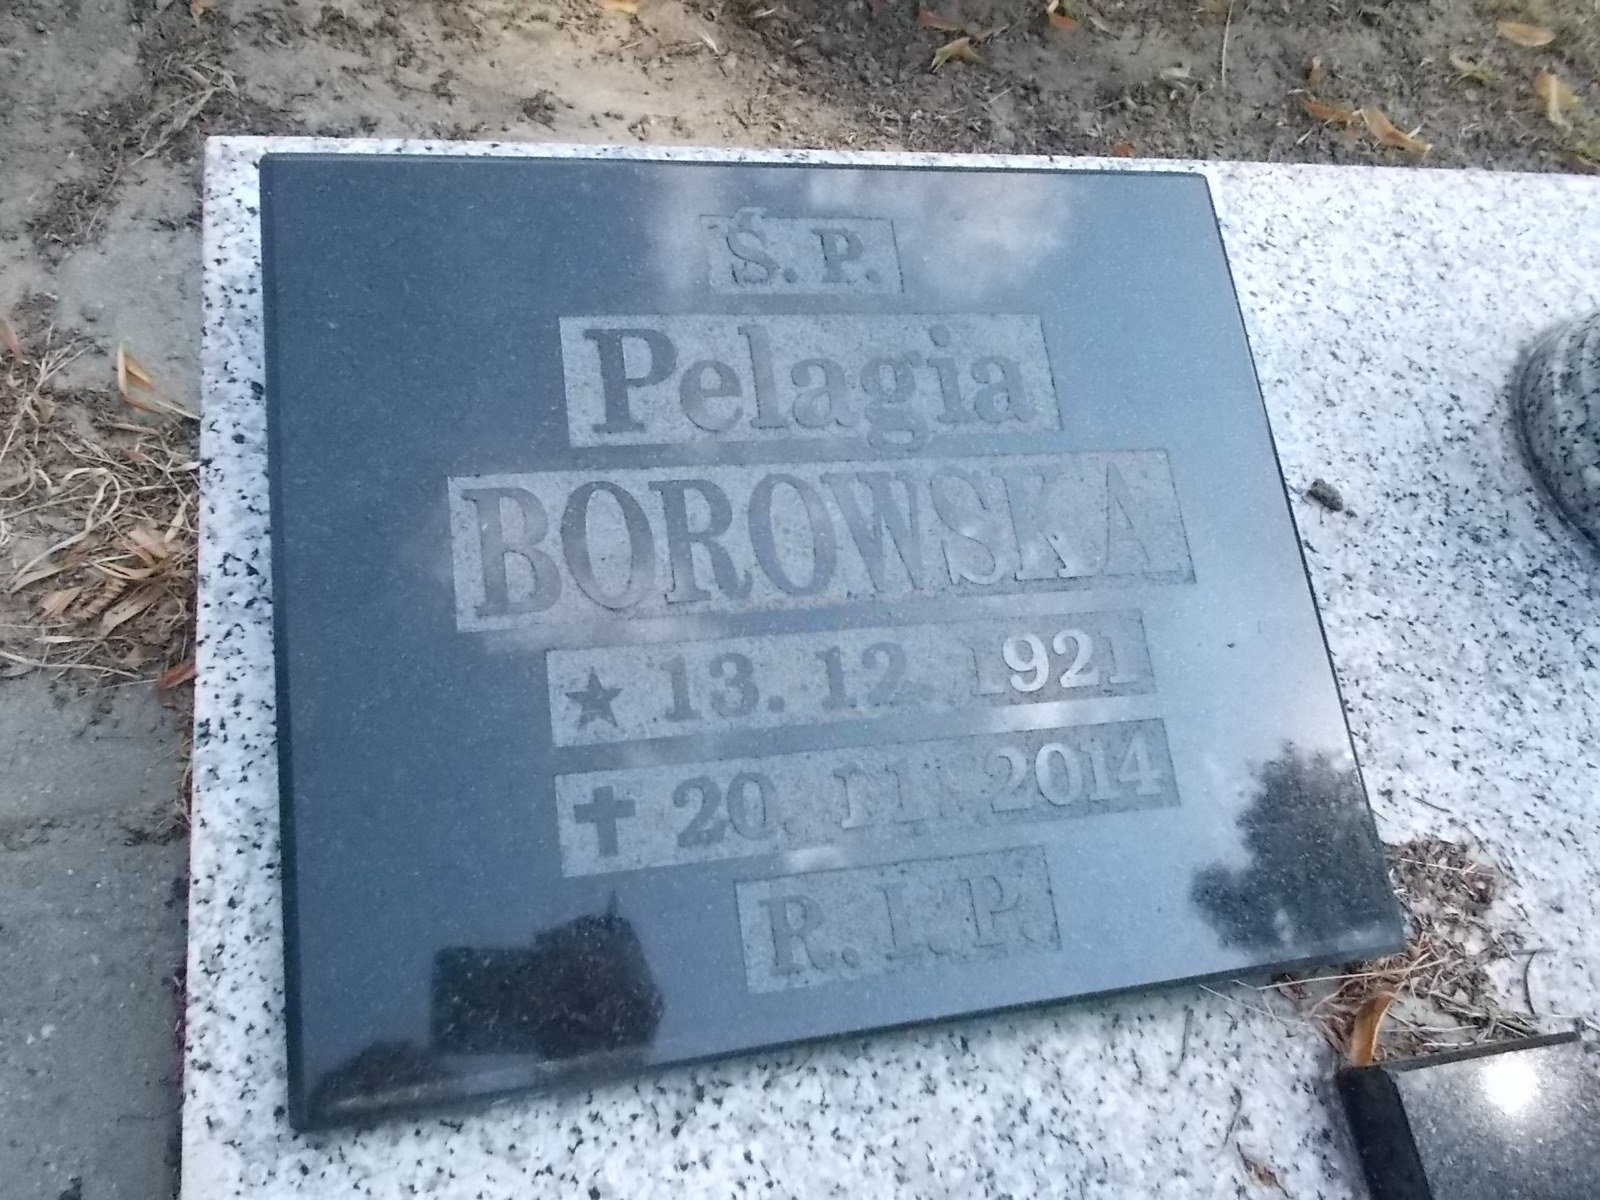 Ś. P.
Pelagia
BOROWSKA
★ 13. 12. 1921
✝ 20. 11. 2014
R. I. P.